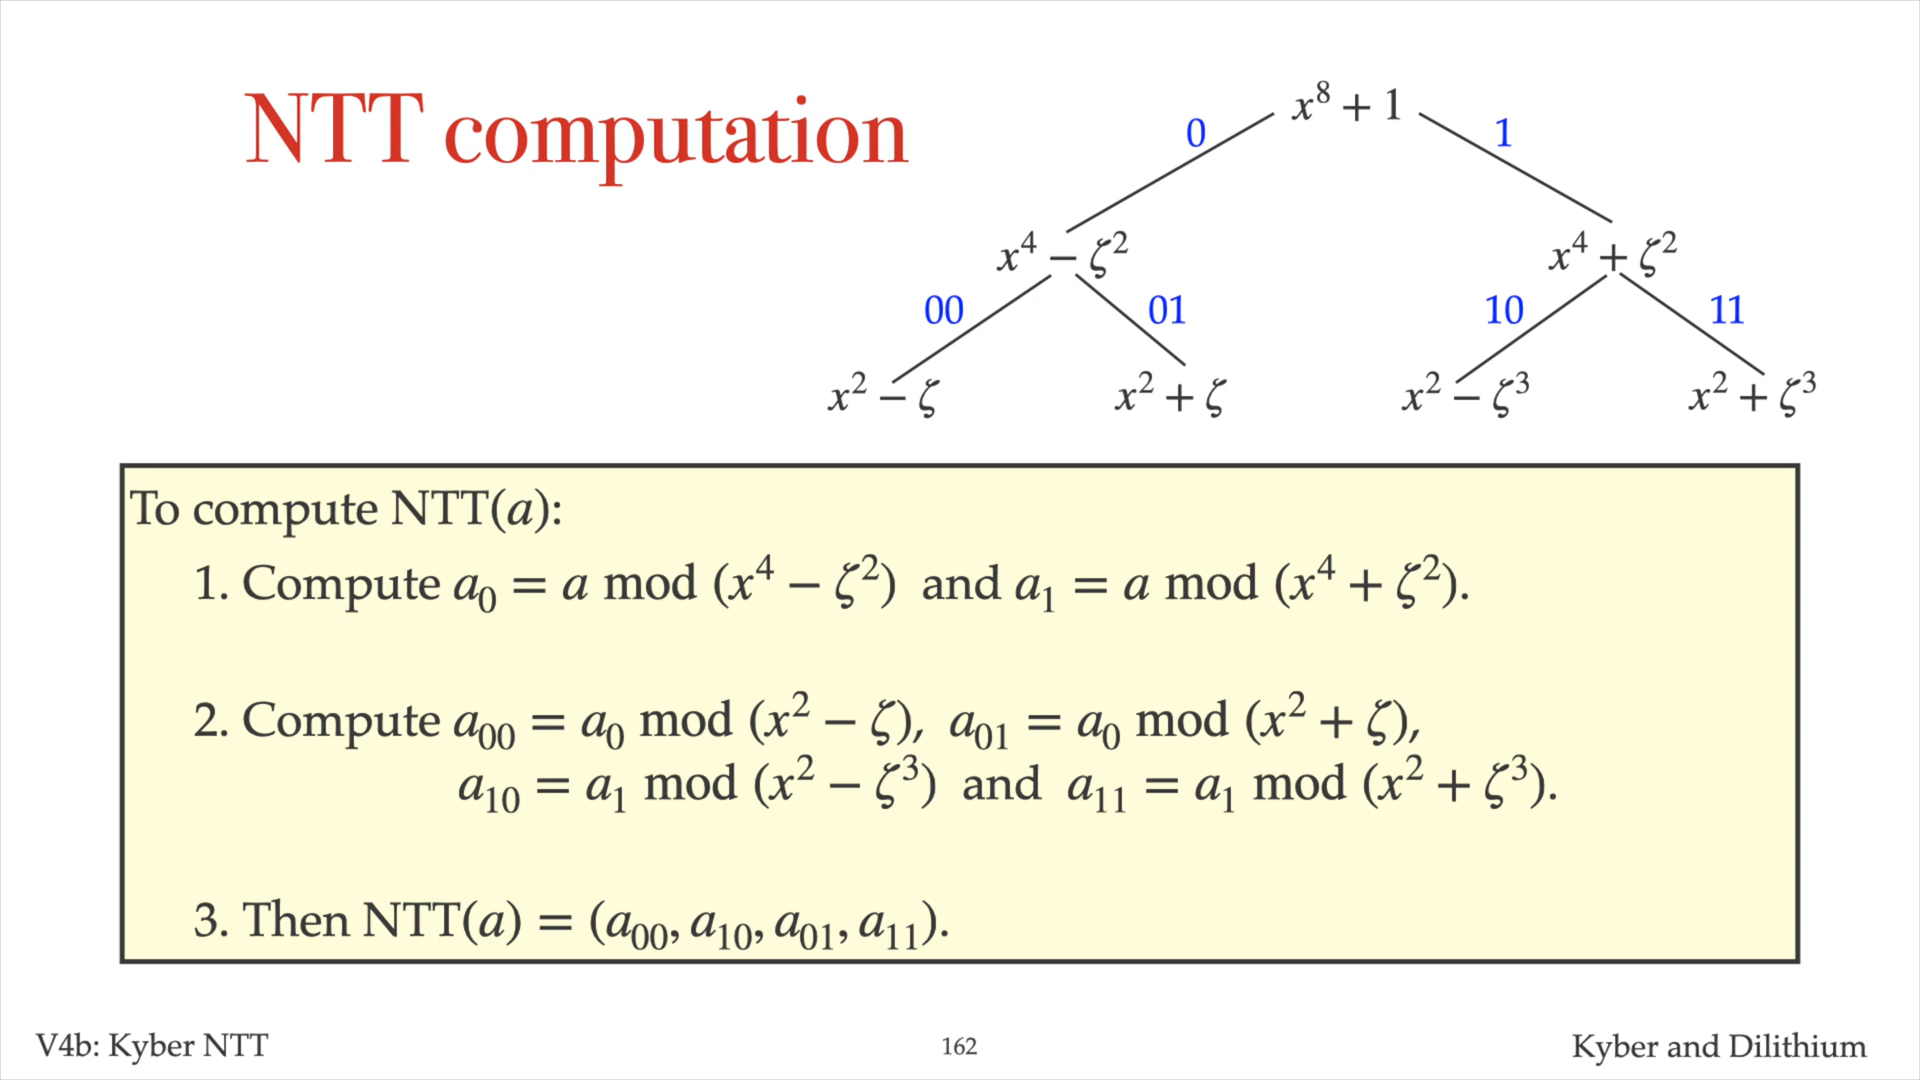 NTT computation
x⁸ + 1
0
1
x⁴ − ζ²
x⁴ + ζ²
00
01
10
11
x² − ζ
x² + ζ
x² − ζ³
x² + ζ³
To compute NTT(a):
1. Compute a₀ = a mod (x⁴ − ζ²) and a₁ = a mod (x⁴ + ζ²).
2. Compute a₀₀ = a₀ mod (x² − ζ), a₀₁ = a₀ mod (x² + ζ),
a₁₀ = a₁ mod (x² − ζ³) and a₁₁ = a₁ mod (x² + ζ³).
3. Then NTT(a) = (a₀₀, a₁₀, a₀₁, a₁₁).
V4b: Kyber NTT
162
Kyber and Dilithium